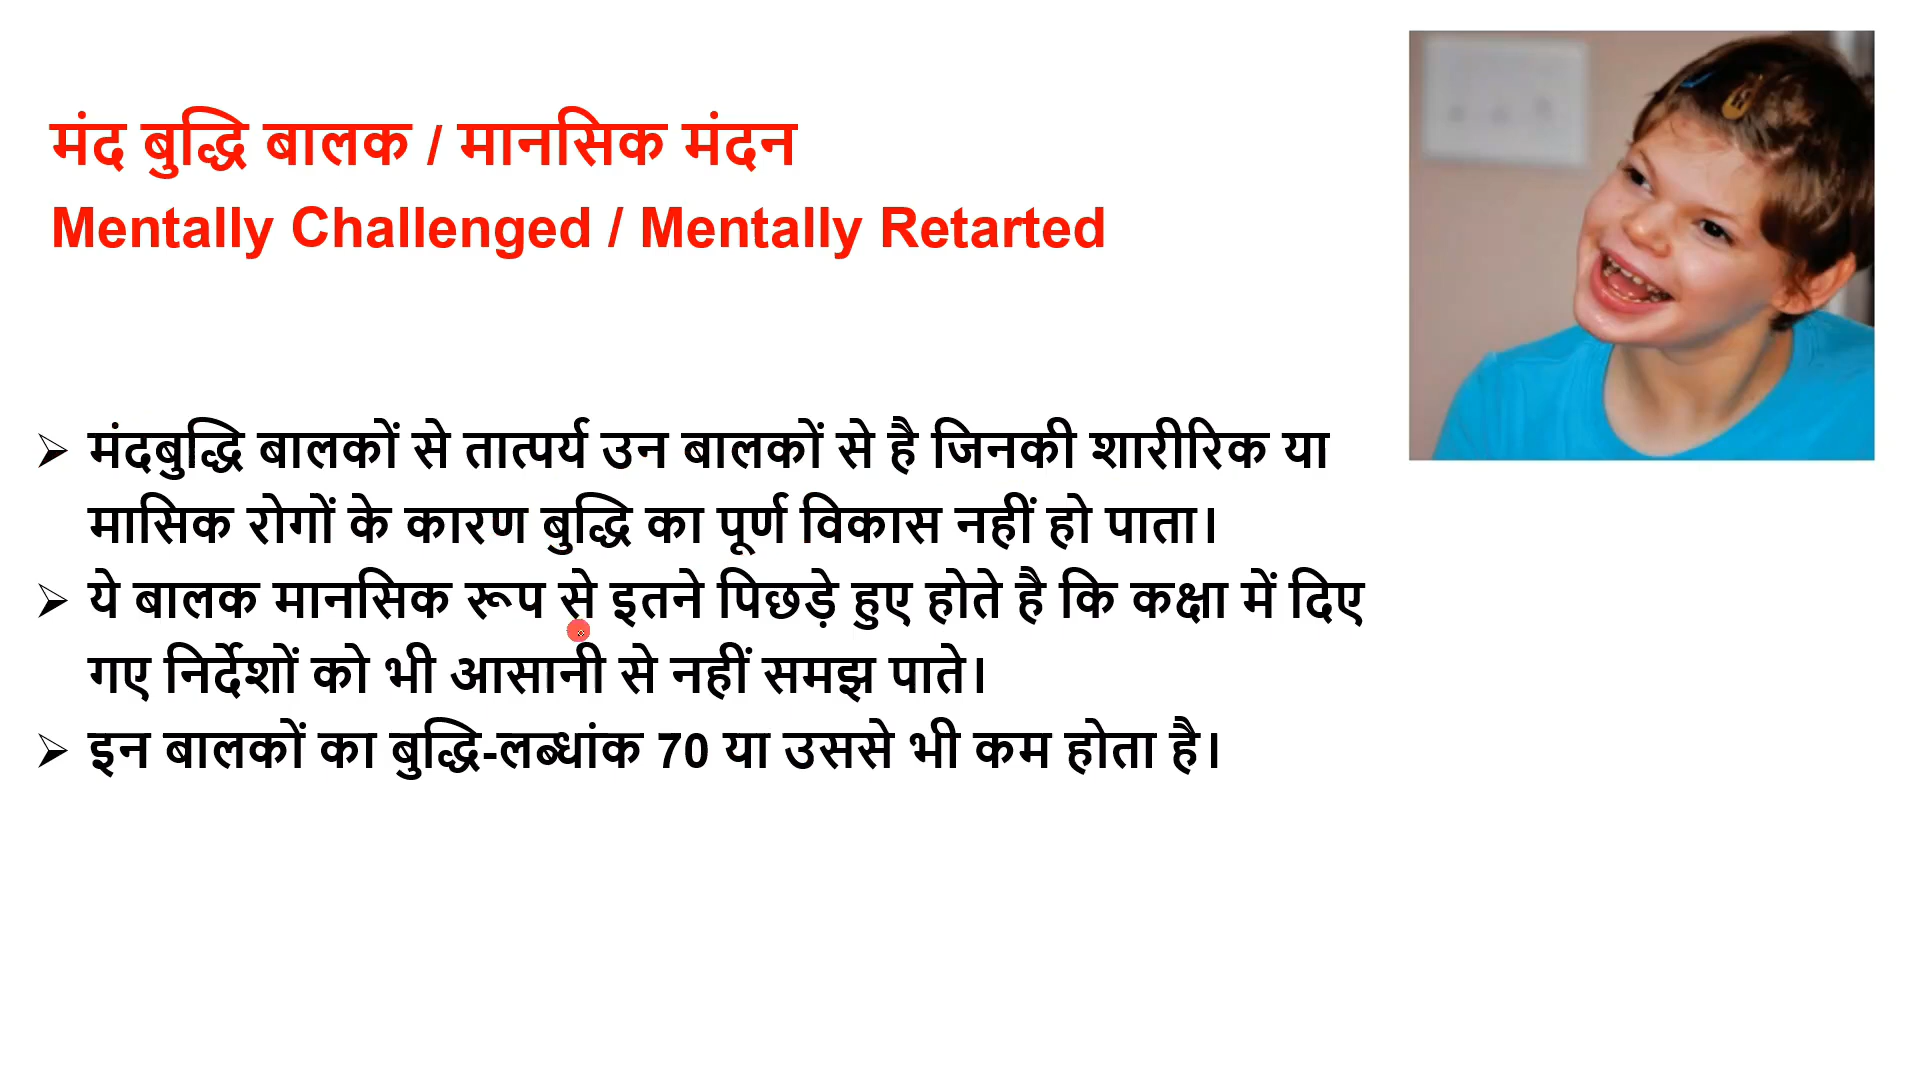 मंद बुद्धि बालक / मानसिक मंदन
Mentally Challenged / Mentally Retarted
➢ मंदबुद्धि बालकों से तात्पर्य उन बालकों से है जिनकी शारीरिक या
मासिक रोगों के कारण बुद्धि का पूर्ण विकास नहीं हो पाता।
➢ ये बालक मानसिक रूप से इतने पिछड़े हुए होते है कि कक्षा में दिए
गए निर्देशों को भी आसानी से नहीं समझ पाते।
➢ इन बालकों का बुद्धि-लब्धांक 70 या उससे भी कम होता है।